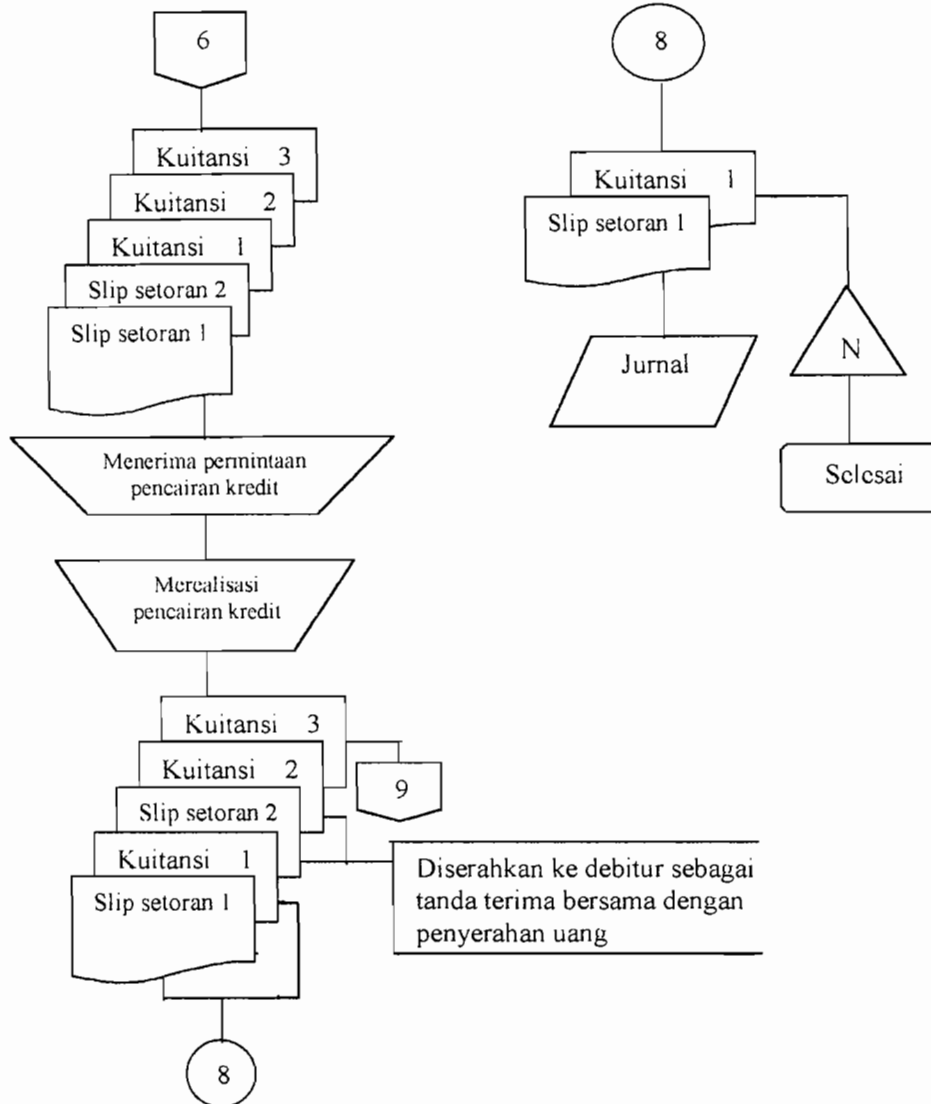 6
Kuitansi 3
Kuitansi 2
Kuitansi 1
Slip setoran 2
Slip setoran 1
Menerima permintaan
pencairan kredit
Merealisasi
pencairan kredit
Kuitansi 3
Kuitansi 2
Slip setoran 2
Kuitansi 1
Slip setoran 1
9
Diserahkan ke debitur sebagai
tanda terima bersama dengan
penyerahan uang
8
8
Kuitansi 1
Slip setoran 1
Jurnal
N
Selesai